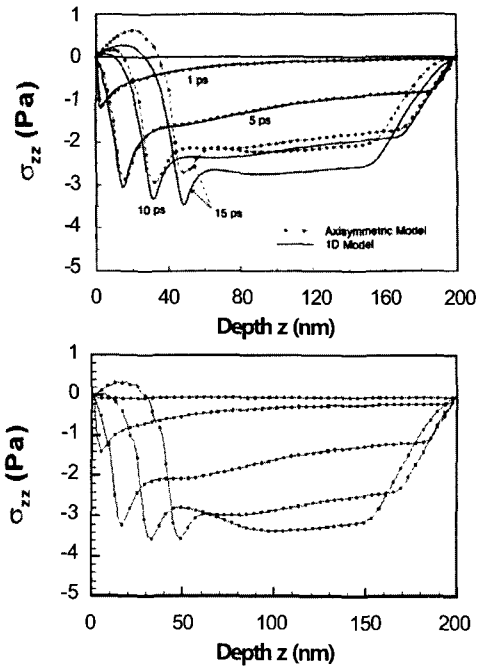 1
0
-1
-2
-3
-4
-5
σzz (Pa)
1 ps
5 ps
10 ps
15 ps
Axisymmetric Model
1D Model
0 40 80 120 160 200
Depth z (nm)
1
0
-1
-2
-3
-4
-5
σzz (Pa)
0 50 100 150 200
Depth z (nm)